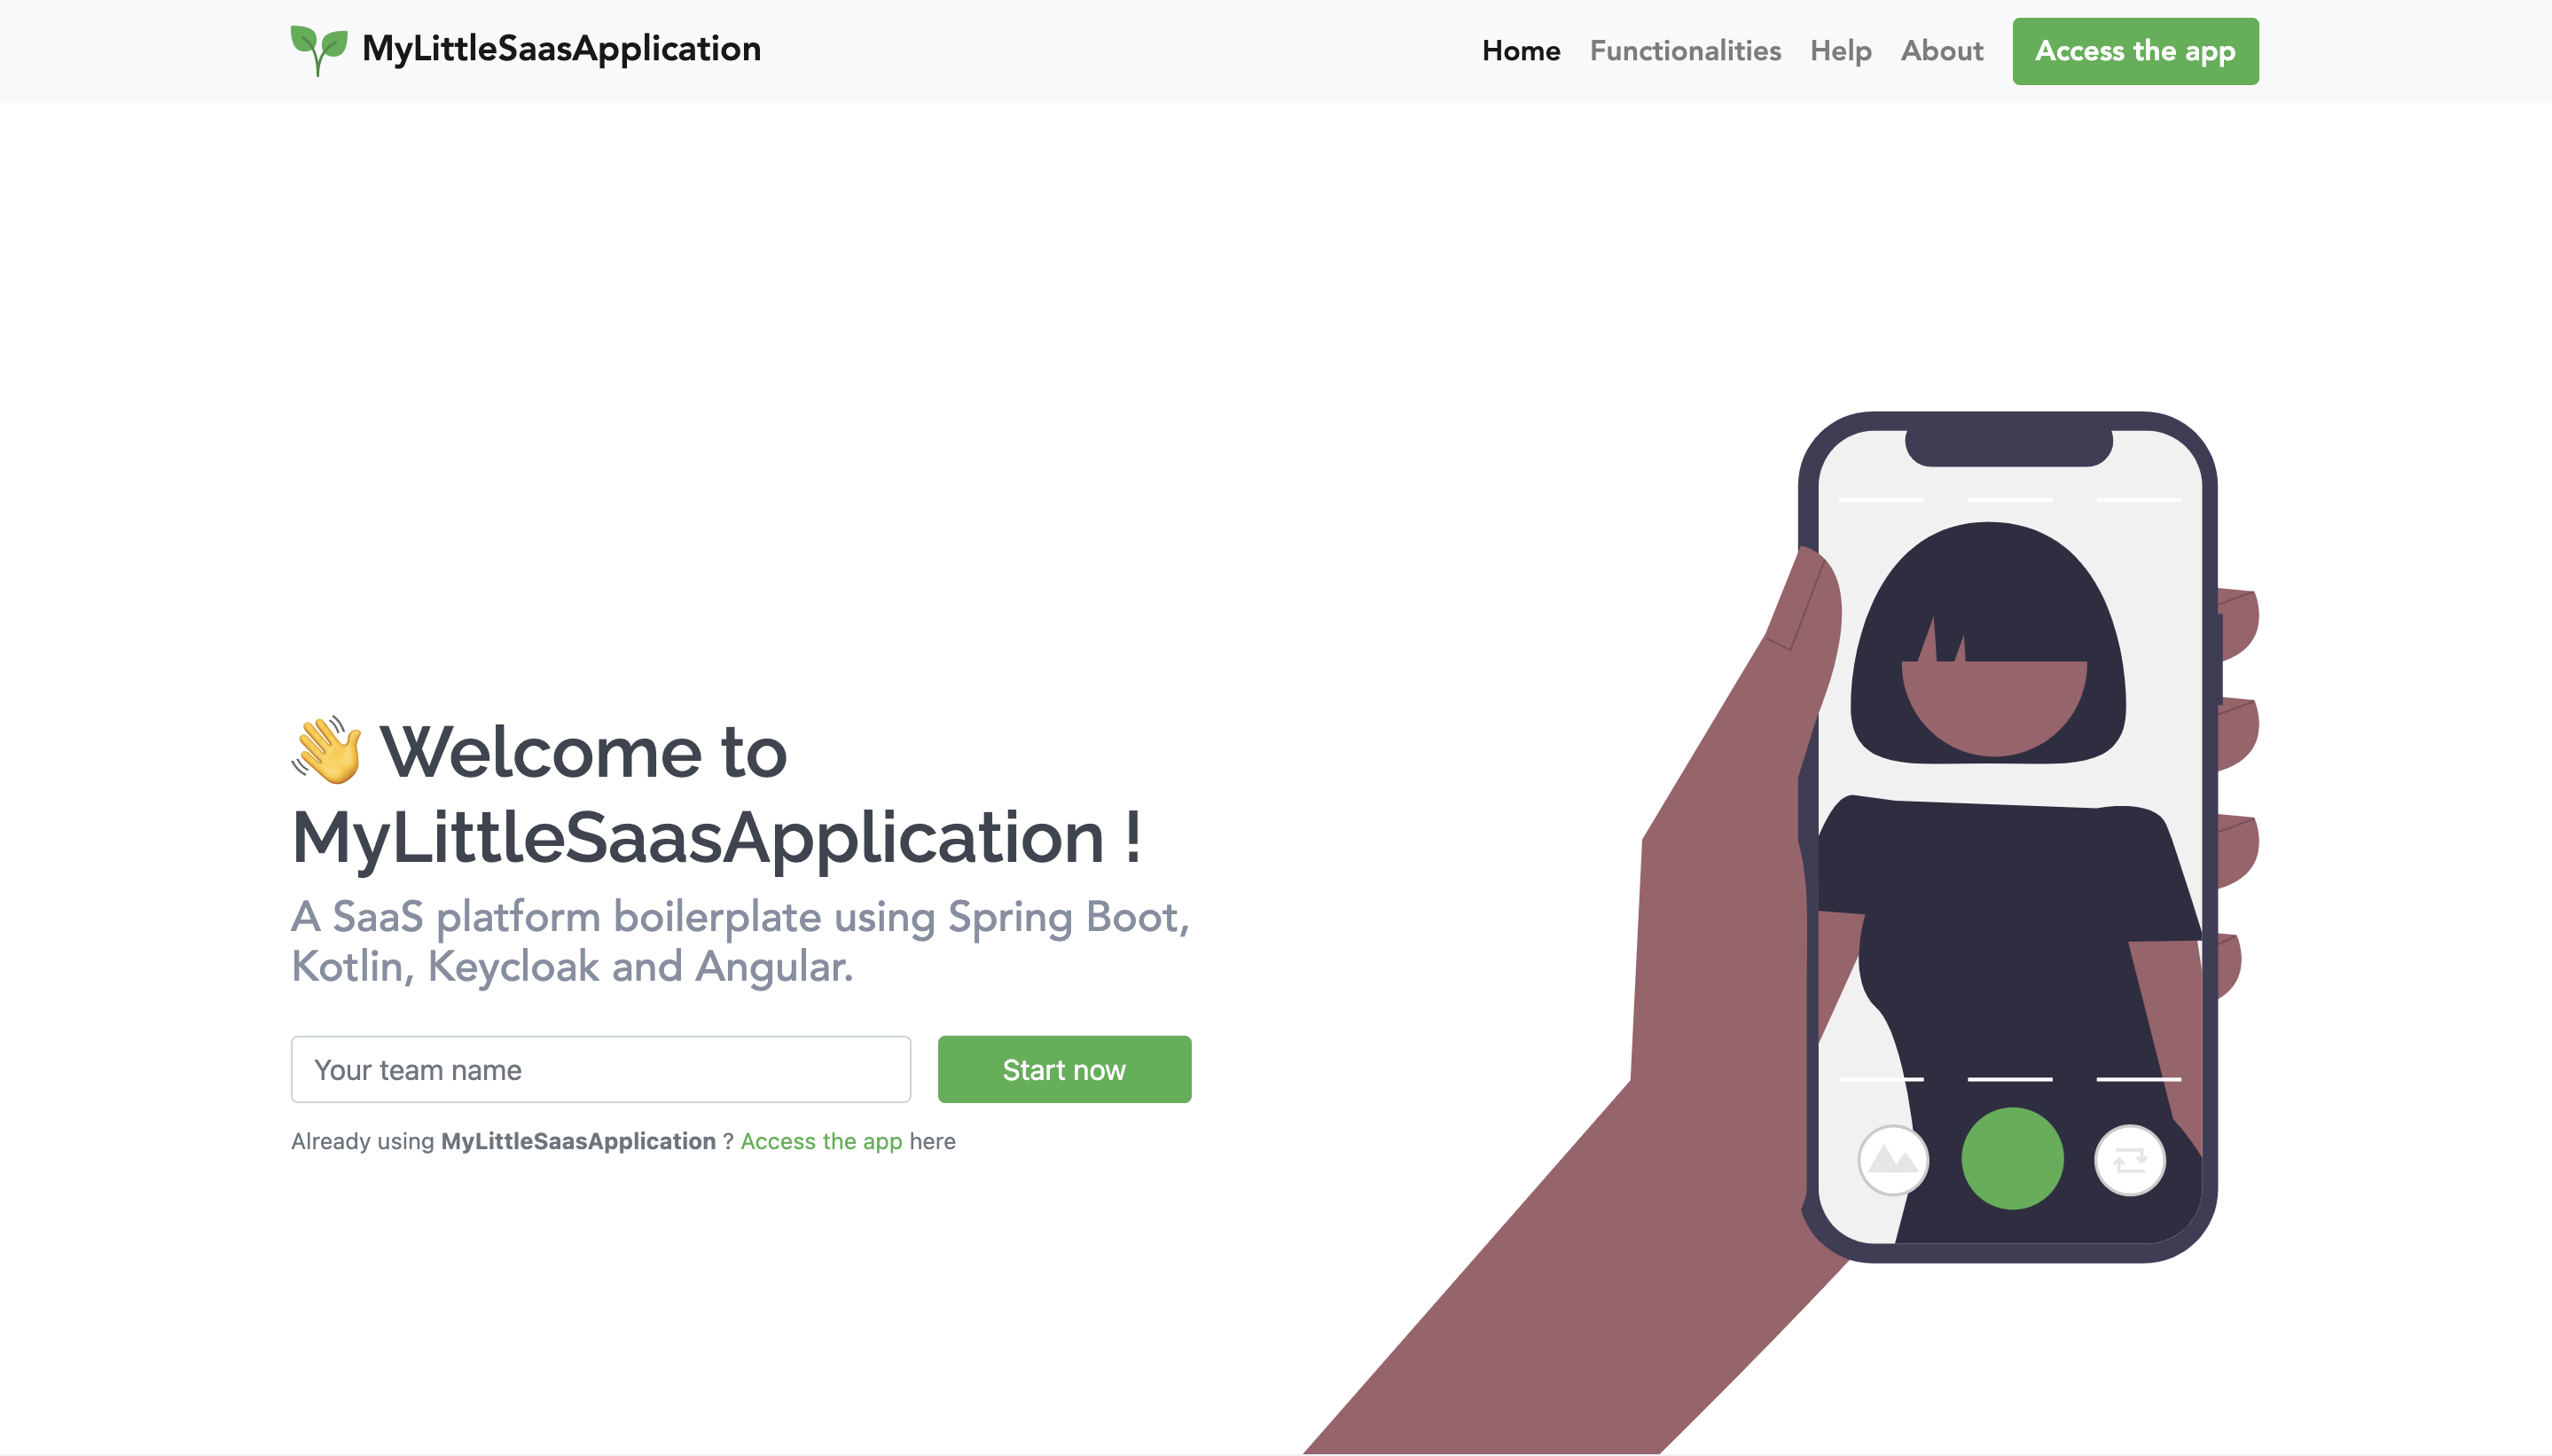 MyLittleSaasApplication
Home Functionalities Help About Access the app
👋 Welcome to
MyLittleSaasApplication !
A SaaS platform boilerplate using Spring Boot,
Kotlin, Keycloak and Angular.
Your team name
Start now
Already using MyLittleSaasApplication ? Access the app here